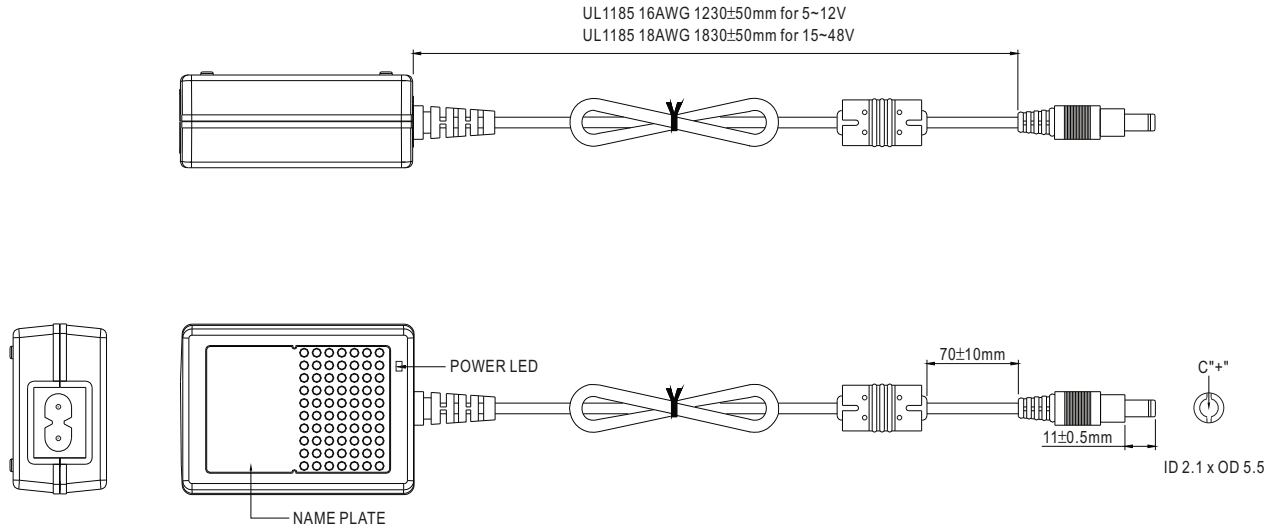 UL1185 16AWG 1230±50mm for 5~12V
UL1185 18AWG 1830±50mm for 15~48V
POWER LED
70±10mm
C"+"
11±0.5mm
ID 2.1 x OD 5.5
NAME PLATE